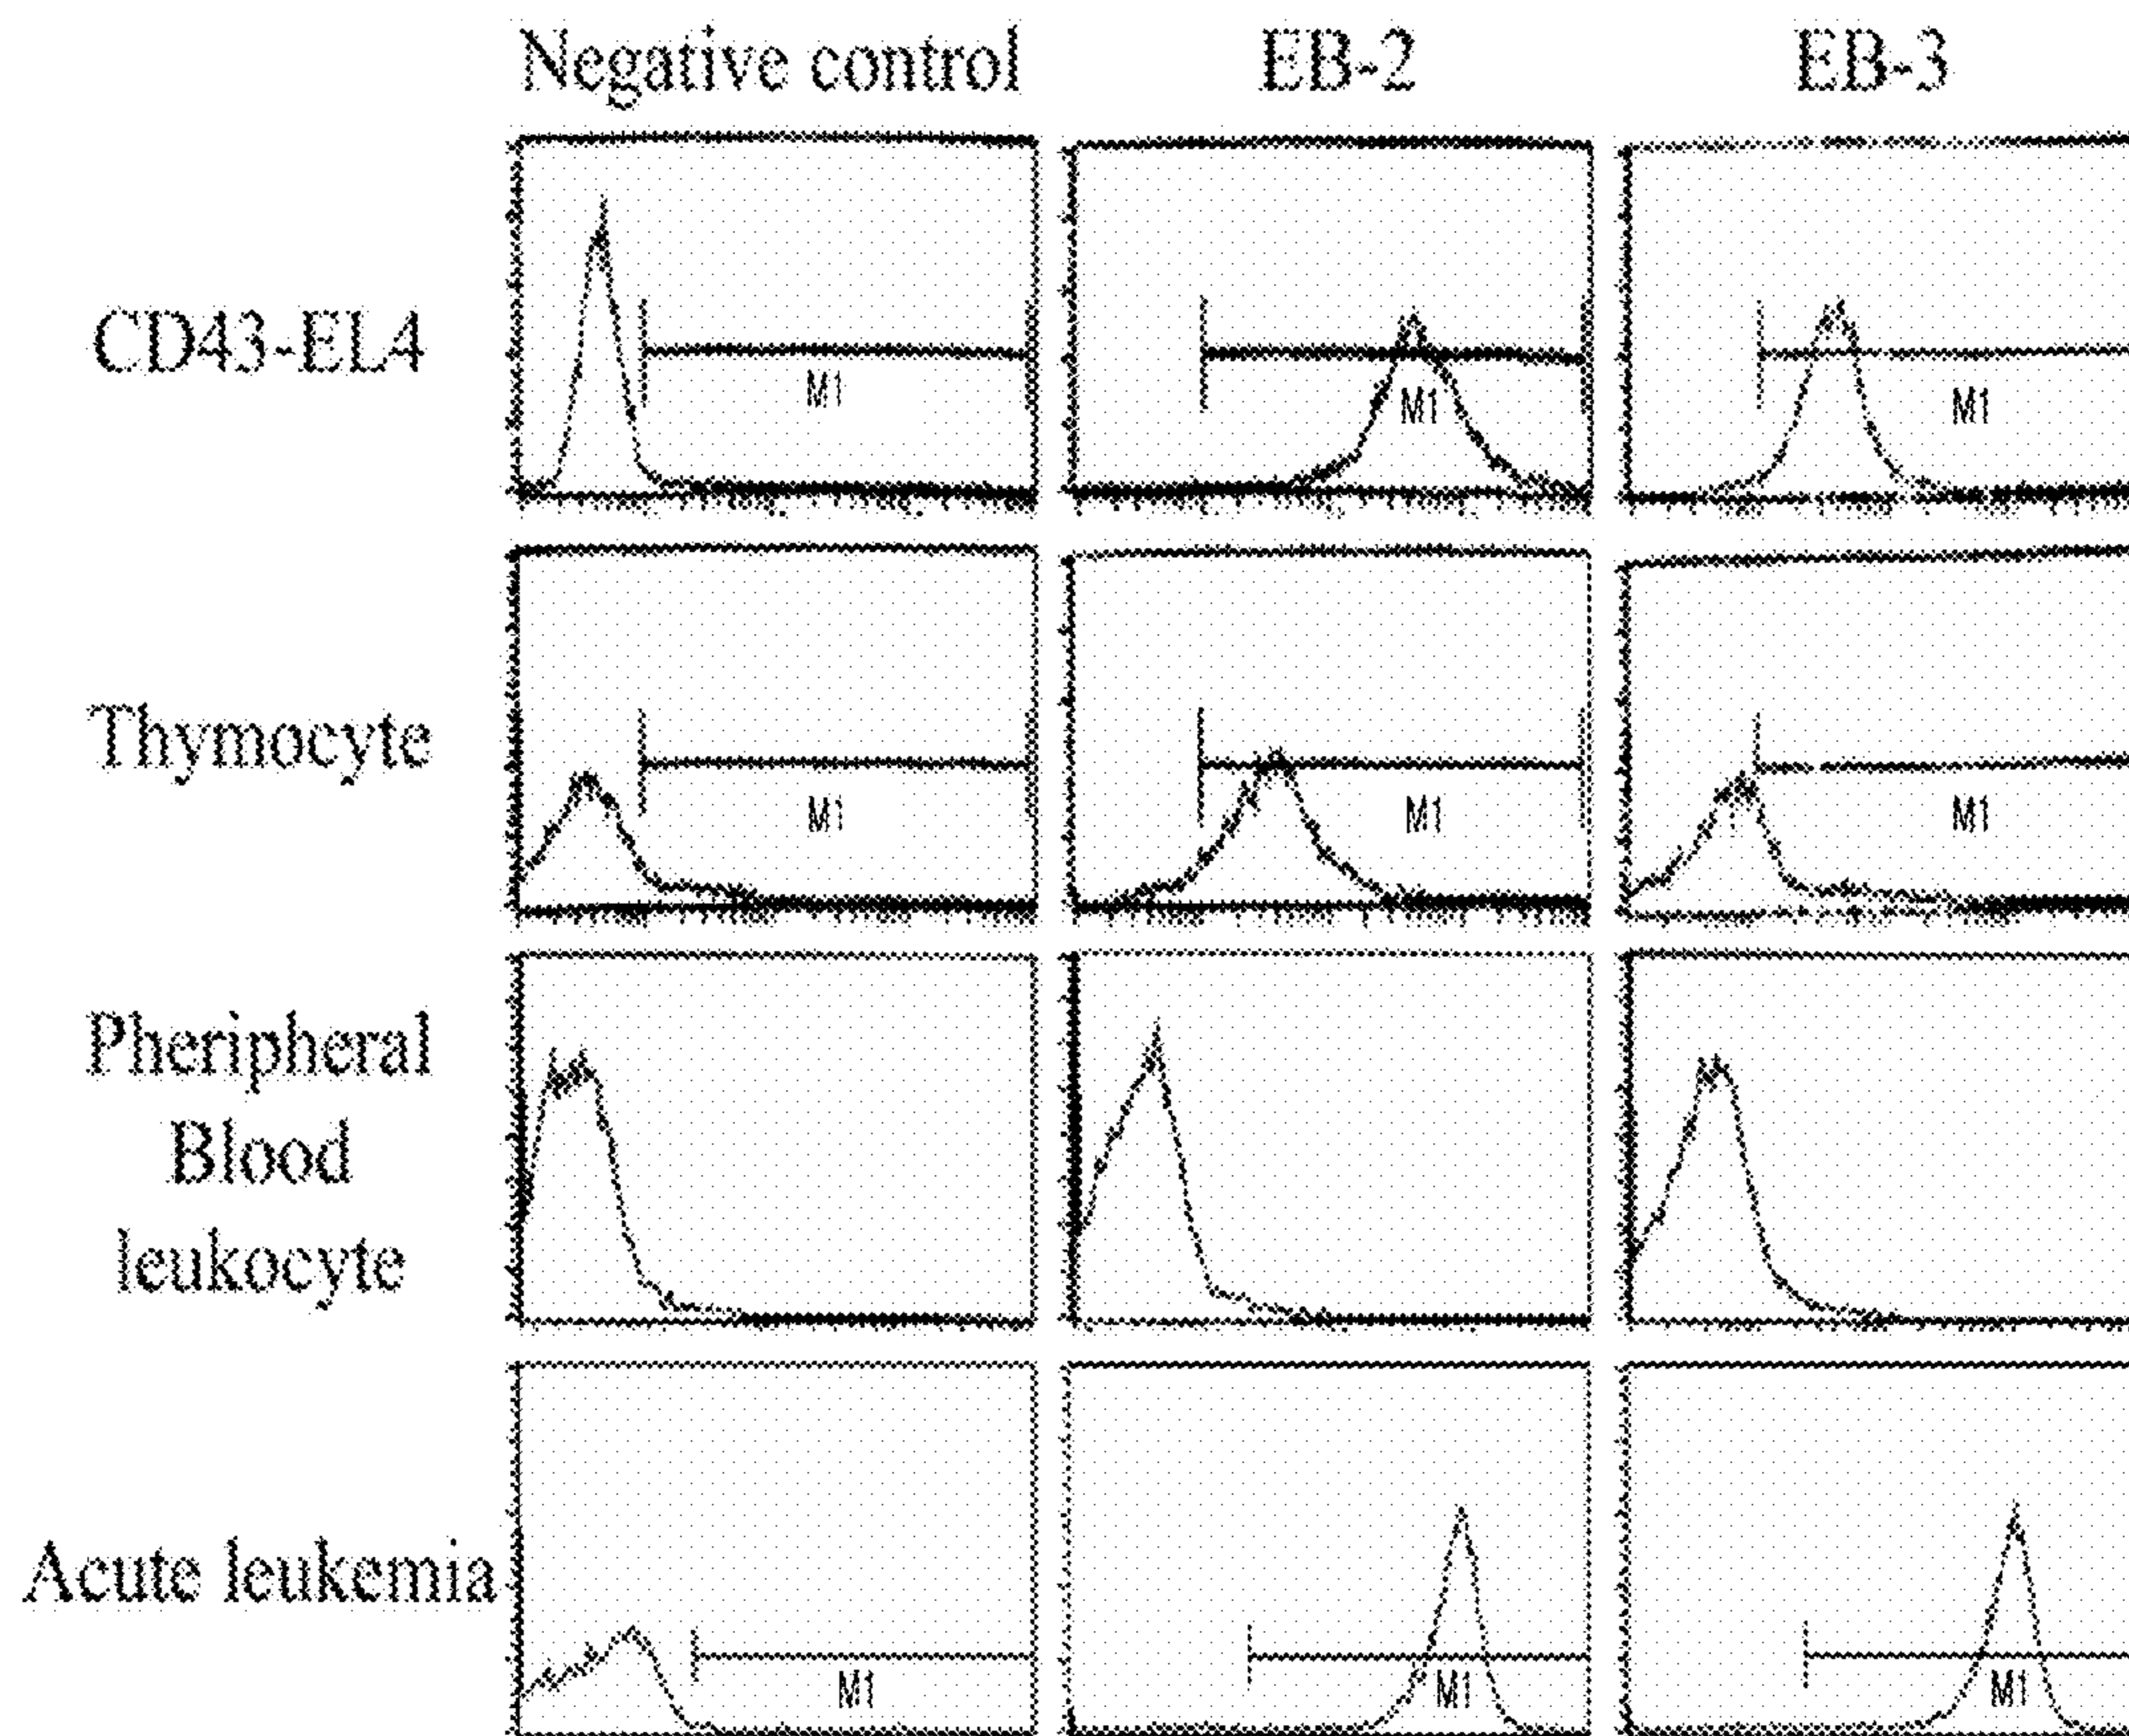 Negative control EB-2 EB-3
CD43-EL4
M1 M1 M1
Thymocyte
M1 M1 M1
Pheripheral
Blood
leukocyte
Acute leukemia
M1 M1 M1